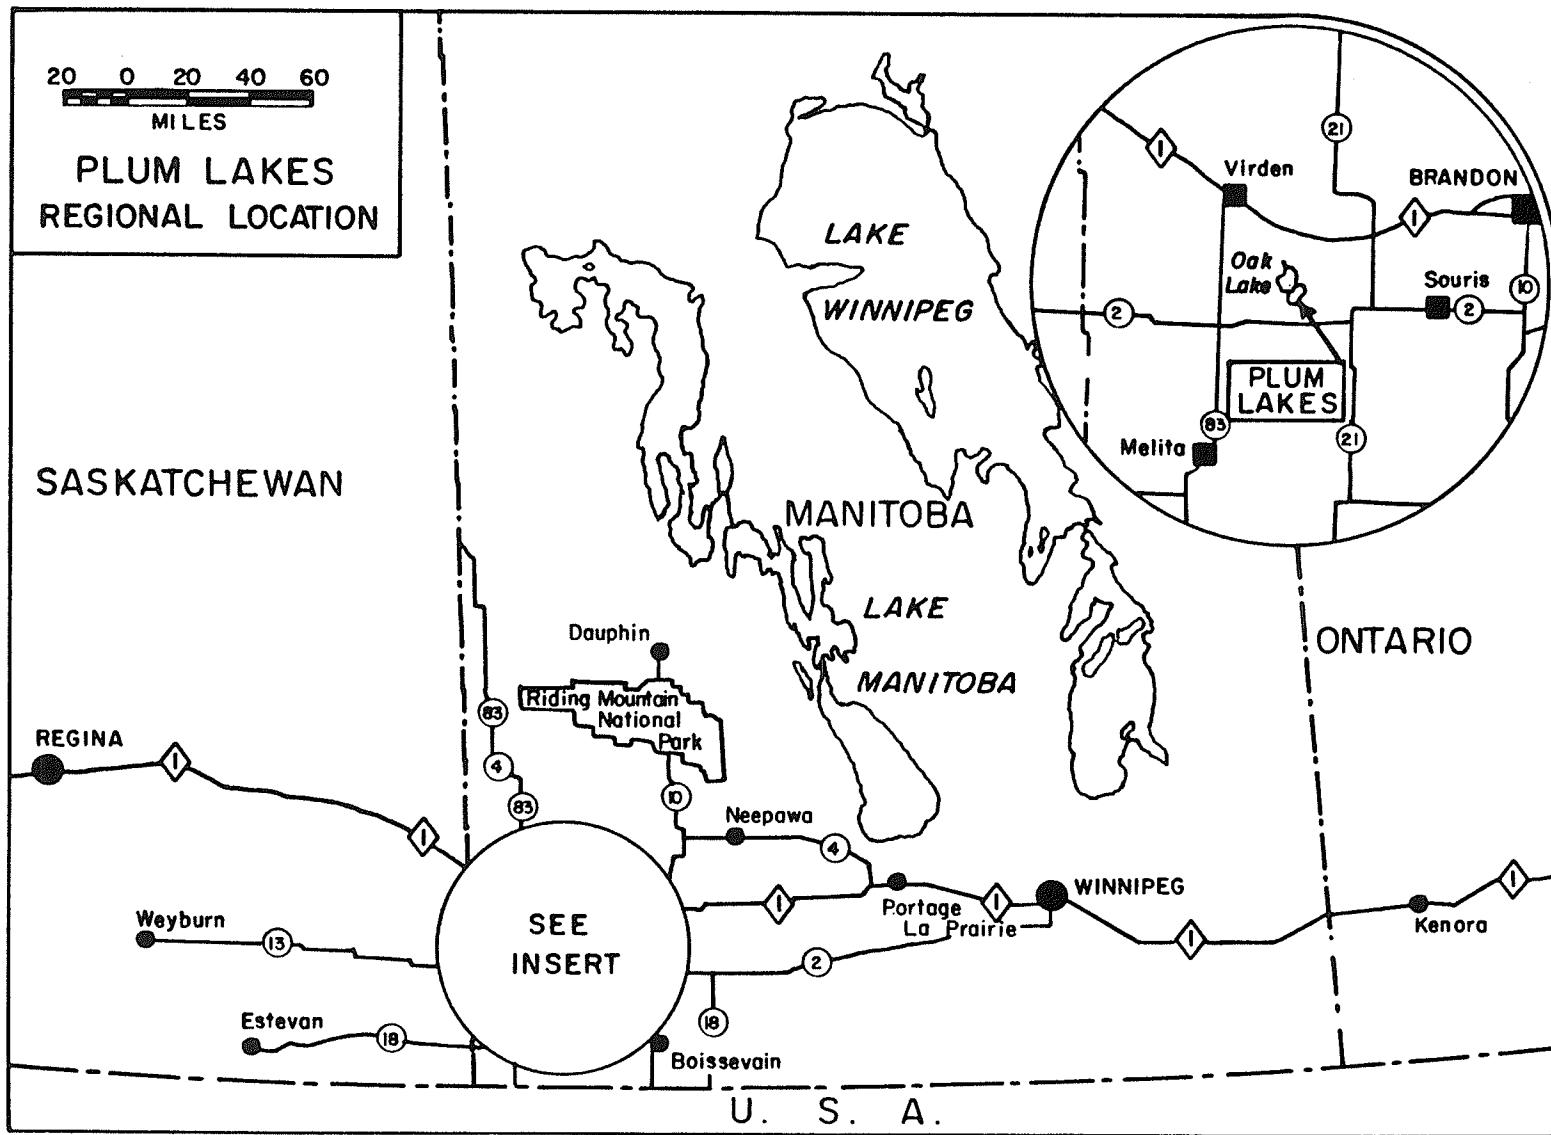 20 0 20 40 60
MILES
PLUM LAKES
REGIONAL LOCATION
21
1
Virden
BRANDON
1
Oak
Lake
Souris
10
2
2
PLUM
LAKES
83
21
Melita
LAKE
WINNIPEG
SASKATCHEWAN
MANITOBA
LAKE
MANITOBA
ONTARIO
Dauphin
Riding Mountain
National
Park
83
4
83
10
REGINA
1
1
Neepawa
4
1
Portage
La Prairie
1
WINNIPEG
1
1
Kenora
Weyburn
13
SEE
INSERT
2
Estevan
18
18
Boissevain
U. S. A.